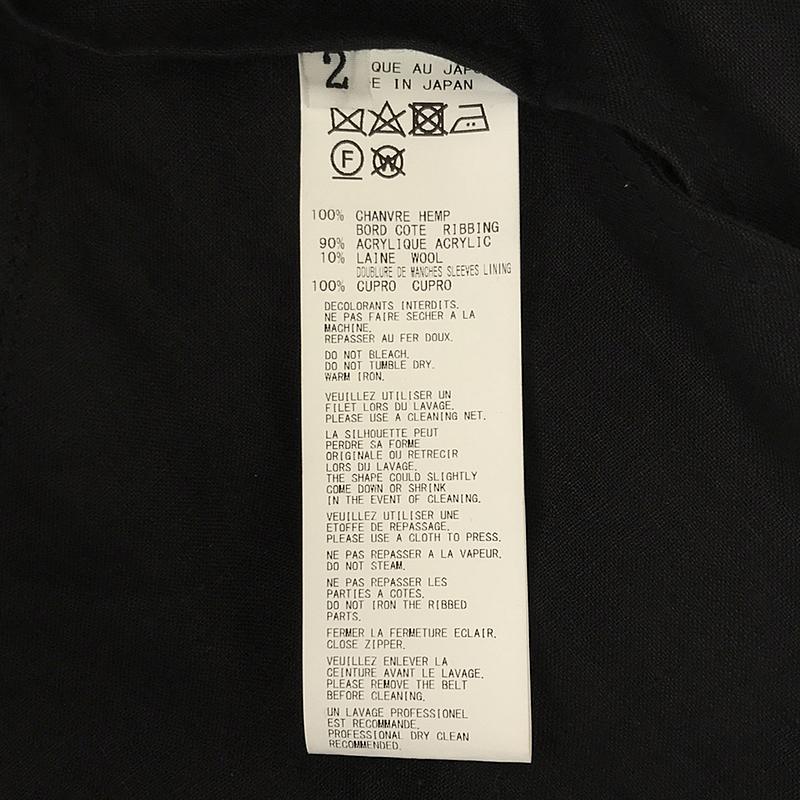 2
QUE AU JAP
E IN JAPAN
F
W
100% CHANVRE HEMP
BORD COTE RIBBING
90% ACRYLIQUE ACRYLIC
10% LAINE WOOL
DOUBLURE DE MANCHES SLEEVES LINING
100% CUPRO CUPRO
DECOLORANTS INTERDITS.
NE PAS FAIRE SECHER A LA
MACHINE.
REPASSER AU FER DOUX.
DO NOT BLEACH.
DO NOT TUMBLE DRY.
WARM IRON.
VEUILLEZ UTILISER UN
FILET LORS DU LAVAGE.
PLEASE USE A CLEANING NET.
LA SILHOUETTE PEUT
PERDRE SA FORME
ORIGINALE OU RETRECIR
LORS DU LAVAGE.
THE SHAPE COULD SLIGHTLY
COME DOWN OR SHRINK
IN THE EVENT OF CLEANING.
VEUILLEZ UTILISER UNE
ETOFFE DE REPASSAGE.
PLEASE USE A CLOTH TO PRESS.
NE PAS REPASSER A LA VAPEUR.
DO NOT STEAM.
NE PAS REPASSER LES
PARTIES A COTES.
DO NOT IRON THE RIBBED
PARTS.
FERMER LA FERMETURE ECLAIR.
CLOSE ZIPPER.
VEUILLEZ ENLEVER LA
CEINTURE AVANT LE LAVAGE.
PLEASE REMOVE THE BELT
BEFORE CLEANING.
UN LAVAGE PROFESSIONEL
EST RECOMMANDE.
PROFESSIONAL DRY CLEAN
RECOMMENDED.